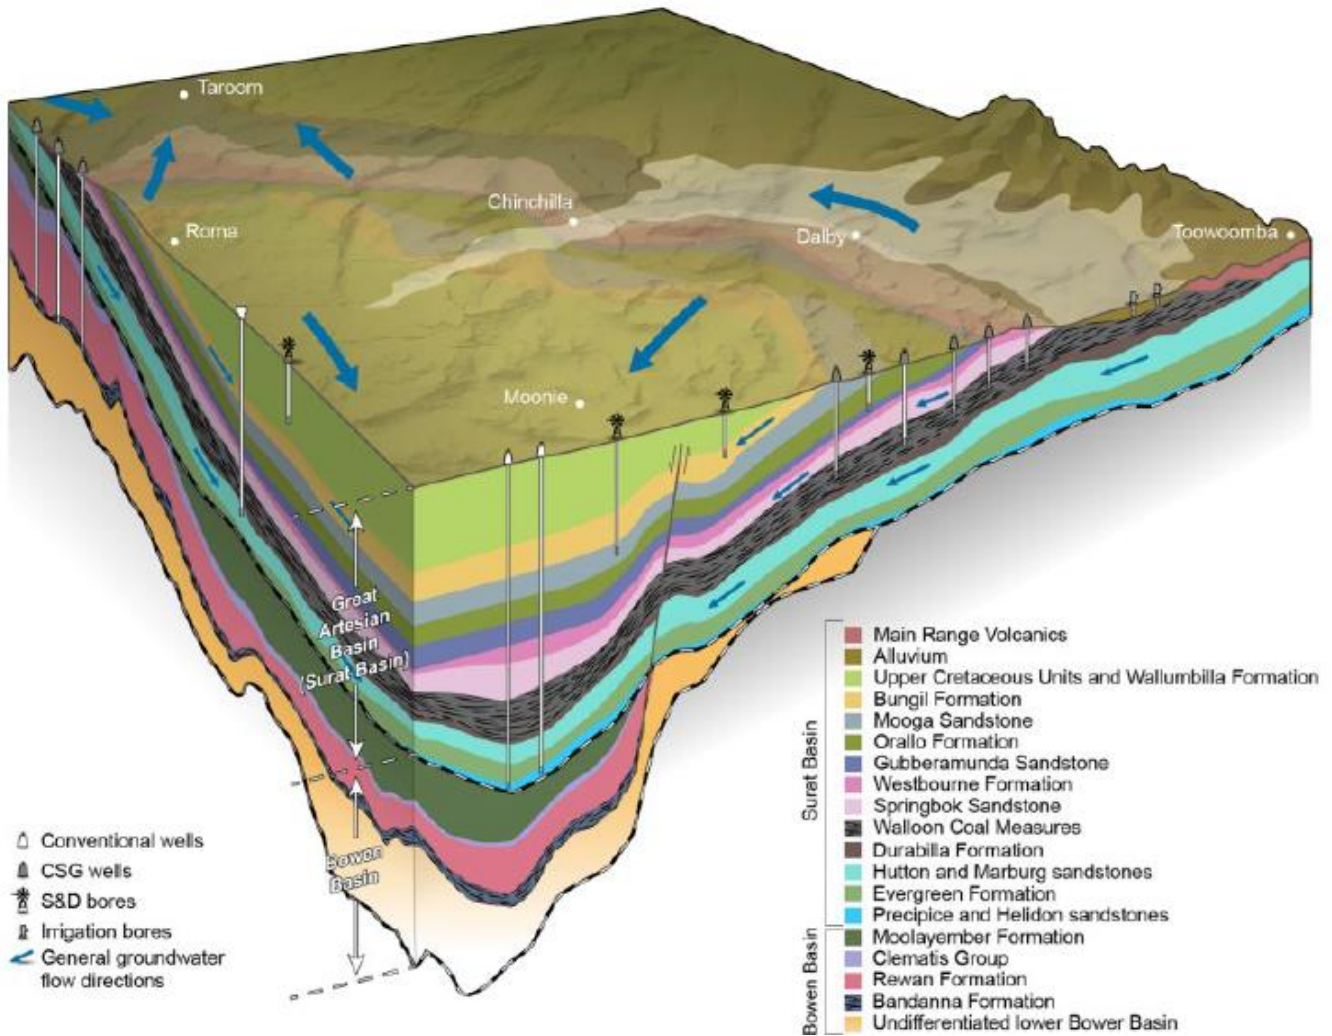 Taroom
Chinchilla
Roma
Dalby
Toowoomba
Moonie
Great
Artesian
Basin
(Surat Basin)
Bowen
Basin
Conventional wells
CSG wells
S&D bores
Irrigation bores
General groundwater
flow directions
Surat Basin
Main Range Volcanics
Alluvium
Upper Cretaceous Units and Wallumbilla Formation
Bungil Formation
Mooga Sandstone
Orallo Formation
Gubberamunda Sandstone
Westbourne Formation
Springbok Sandstone
Walloon Coal Measures
Durabilla Formation
Hutton and Marburg sandstones
Evergreen Formation
Precipice and Helidon sandstones
Bowen Basin
Moolayember Formation
Clematis Group
Rewan Formation
Bandanna Formation
Undifferentiated lower Bower Basin